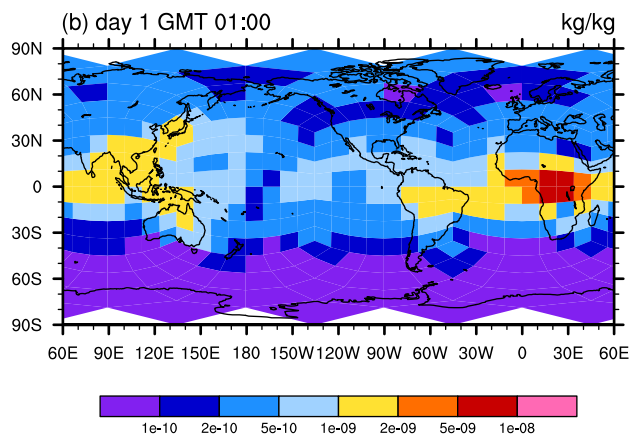 (b) day 1 GMT 01:00 kg/kg
90N
60N
30N
0
30S
60S
90S
60E 90E 120E 150E 180 150W 120W 90W 60W 30W 0 30E 60E
1e-10 2e-10 5e-10 1e-09 2e-09 5e-09 1e-08